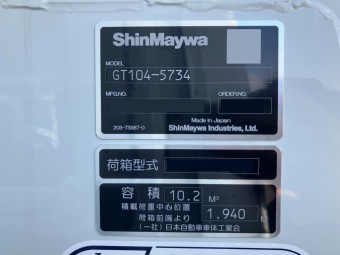 ShinMaywa
MODEL
GT104-5734
MFG.NO.
ORDER.NO.
Made in Japan
208-73887-0
ShinMaywa Industries, Ltd.
荷箱型式
容積 10.2 M³
積載荷重中心位置
荷箱前端より 1.940 M
(一社)日本自動車車体工業会